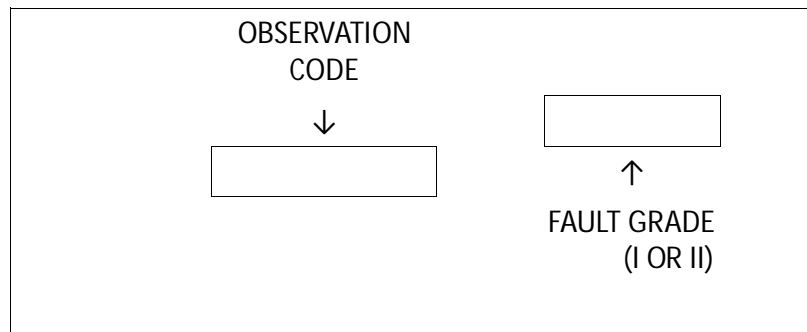 OBSERVATION
CODE
↓
↑
FAULT GRADE
(I OR II)